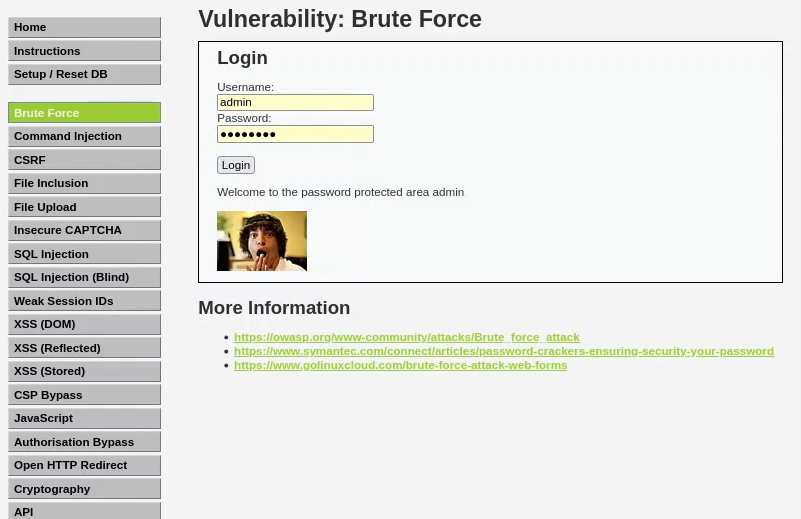 Home
Instructions
Setup / Reset DB
Brute Force
Command Injection
CSRF
File Inclusion
File Upload
Insecure CAPTCHA
SQL Injection
SQL Injection (Blind)
Weak Session IDs
XSS (DOM)
XSS (Reflected)
XSS (Stored)
CSP Bypass
JavaScript
Authorisation Bypass
Open HTTP Redirect
Cryptography
API
Vulnerability: Brute Force
Login
Username:
admin
Password:
●●●●●●●●
Login
Welcome to the password protected area admin
More Information
• https://owasp.org/www-community/attacks/Brute_force_attack
• https://www.symantec.com/connect/articles/password-crackers-ensuring-security-your-password
• https://www.golinuxcloud.com/brute-force-attack-web-forms